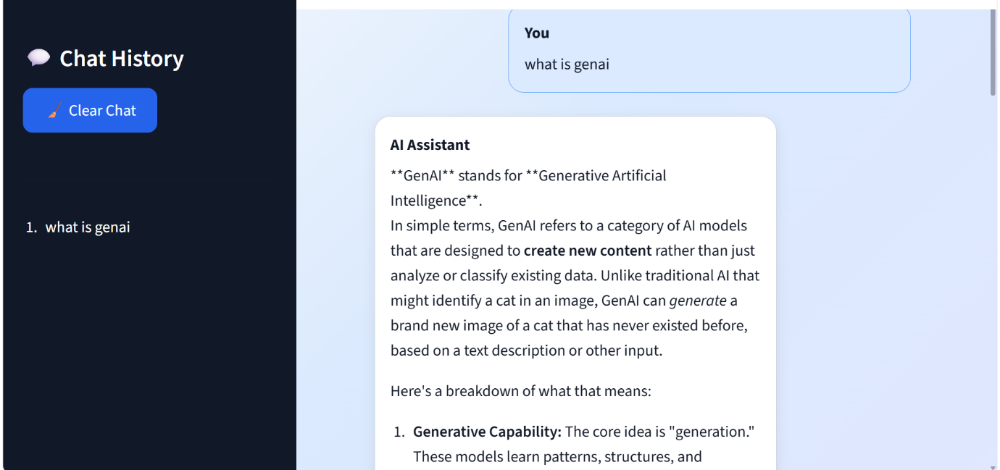 Chat History
Clear Chat
1. what is genai
You
what is genai
AI Assistant
**GenAI** stands for **Generative Artificial
Intelligence**.
In simple terms, GenAI refers to a category of AI models
that are designed to create new content rather than just
analyze or classify existing data. Unlike traditional AI that
might identify a cat in an image, GenAI can generate a
brand new image of a cat that has never existed before,
based on a text description or other input.
Here's a breakdown of what that means:
1. Generative Capability: The core idea is "generation."
These models learn patterns, structures, and